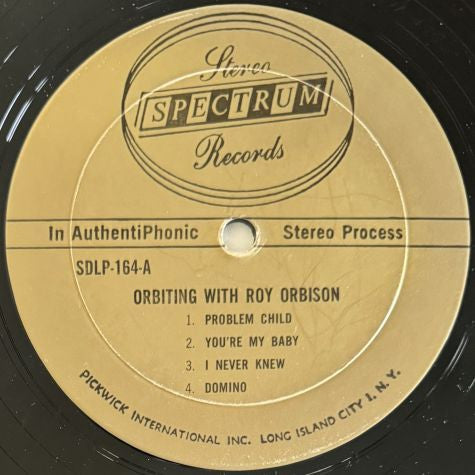 Stereo
SPECTRUM
Records
In AuthentiPhonic Stereo Process
SDLP-164-A
ORBITING WITH ROY ORBISON
1. PROBLEM CHILD
2. YOU'RE MY BABY
3. I NEVER KNEW
4. DOMINO
PICKWICK INTERNATIONAL INC. LONG ISLAND CITY 1, N. Y.